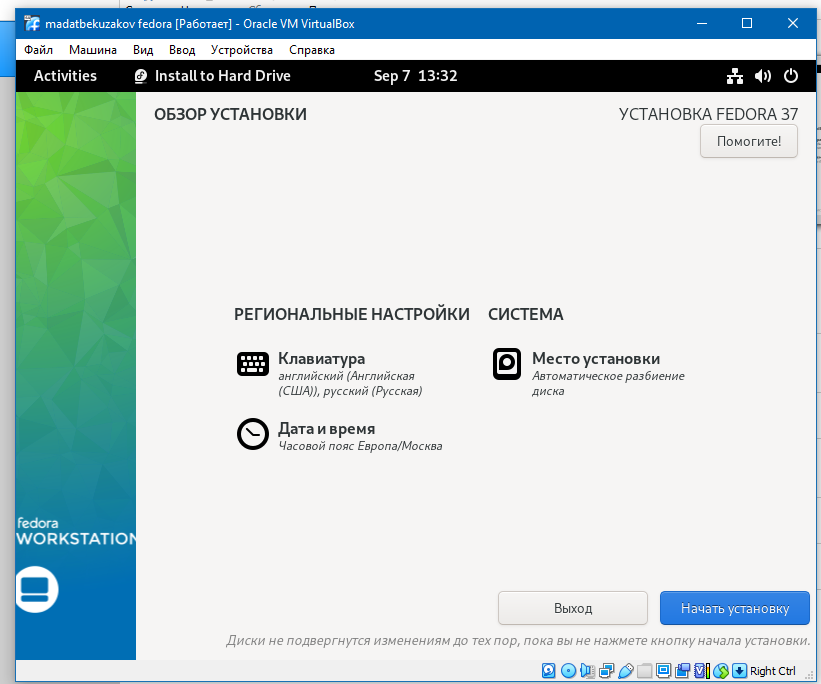 madatbekuzakov fedora [Работает] - Oracle VM VirtualBox
Файл Машина Вид Ввод Устройства Справка
Activities Install to Hard Drive Sep 7 13:32
ОБЗОР УСТАНОВКИ
УСТАНОВКА FEDORA 37
Помогите!
РЕГИОНАЛЬНЫЕ НАСТРОЙКИ
Клавиатура
английский (Английская
(США)), русский (Русская)
Дата и время
Часовой пояс Европа/Москва
СИСТЕМА
Место установки
Автоматическое разбиение
диска
fedora
WORKSTATION
Выход
Начать установку
Диски не подвергнутся изменениям до тех пор, пока вы не нажмете кнопку начала установки.
Right Ctrl